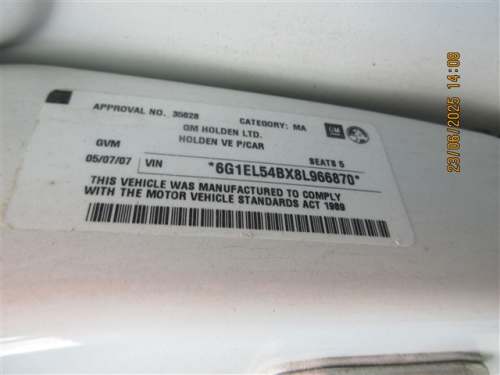 APPROVAL NO. 35628 CATEGORY: MA
GM HOLDEN LTD.
GVM HOLDEN VE P/CAR
SEATS 5
05/07/07 VIN *6G1EL54BX8L966870*
THIS VEHICLE WAS MANUFACTURED TO COMPLY
WITH THE MOTOR VEHICLE STANDARDS ACT 1989
GM
23/06/2025 14:09